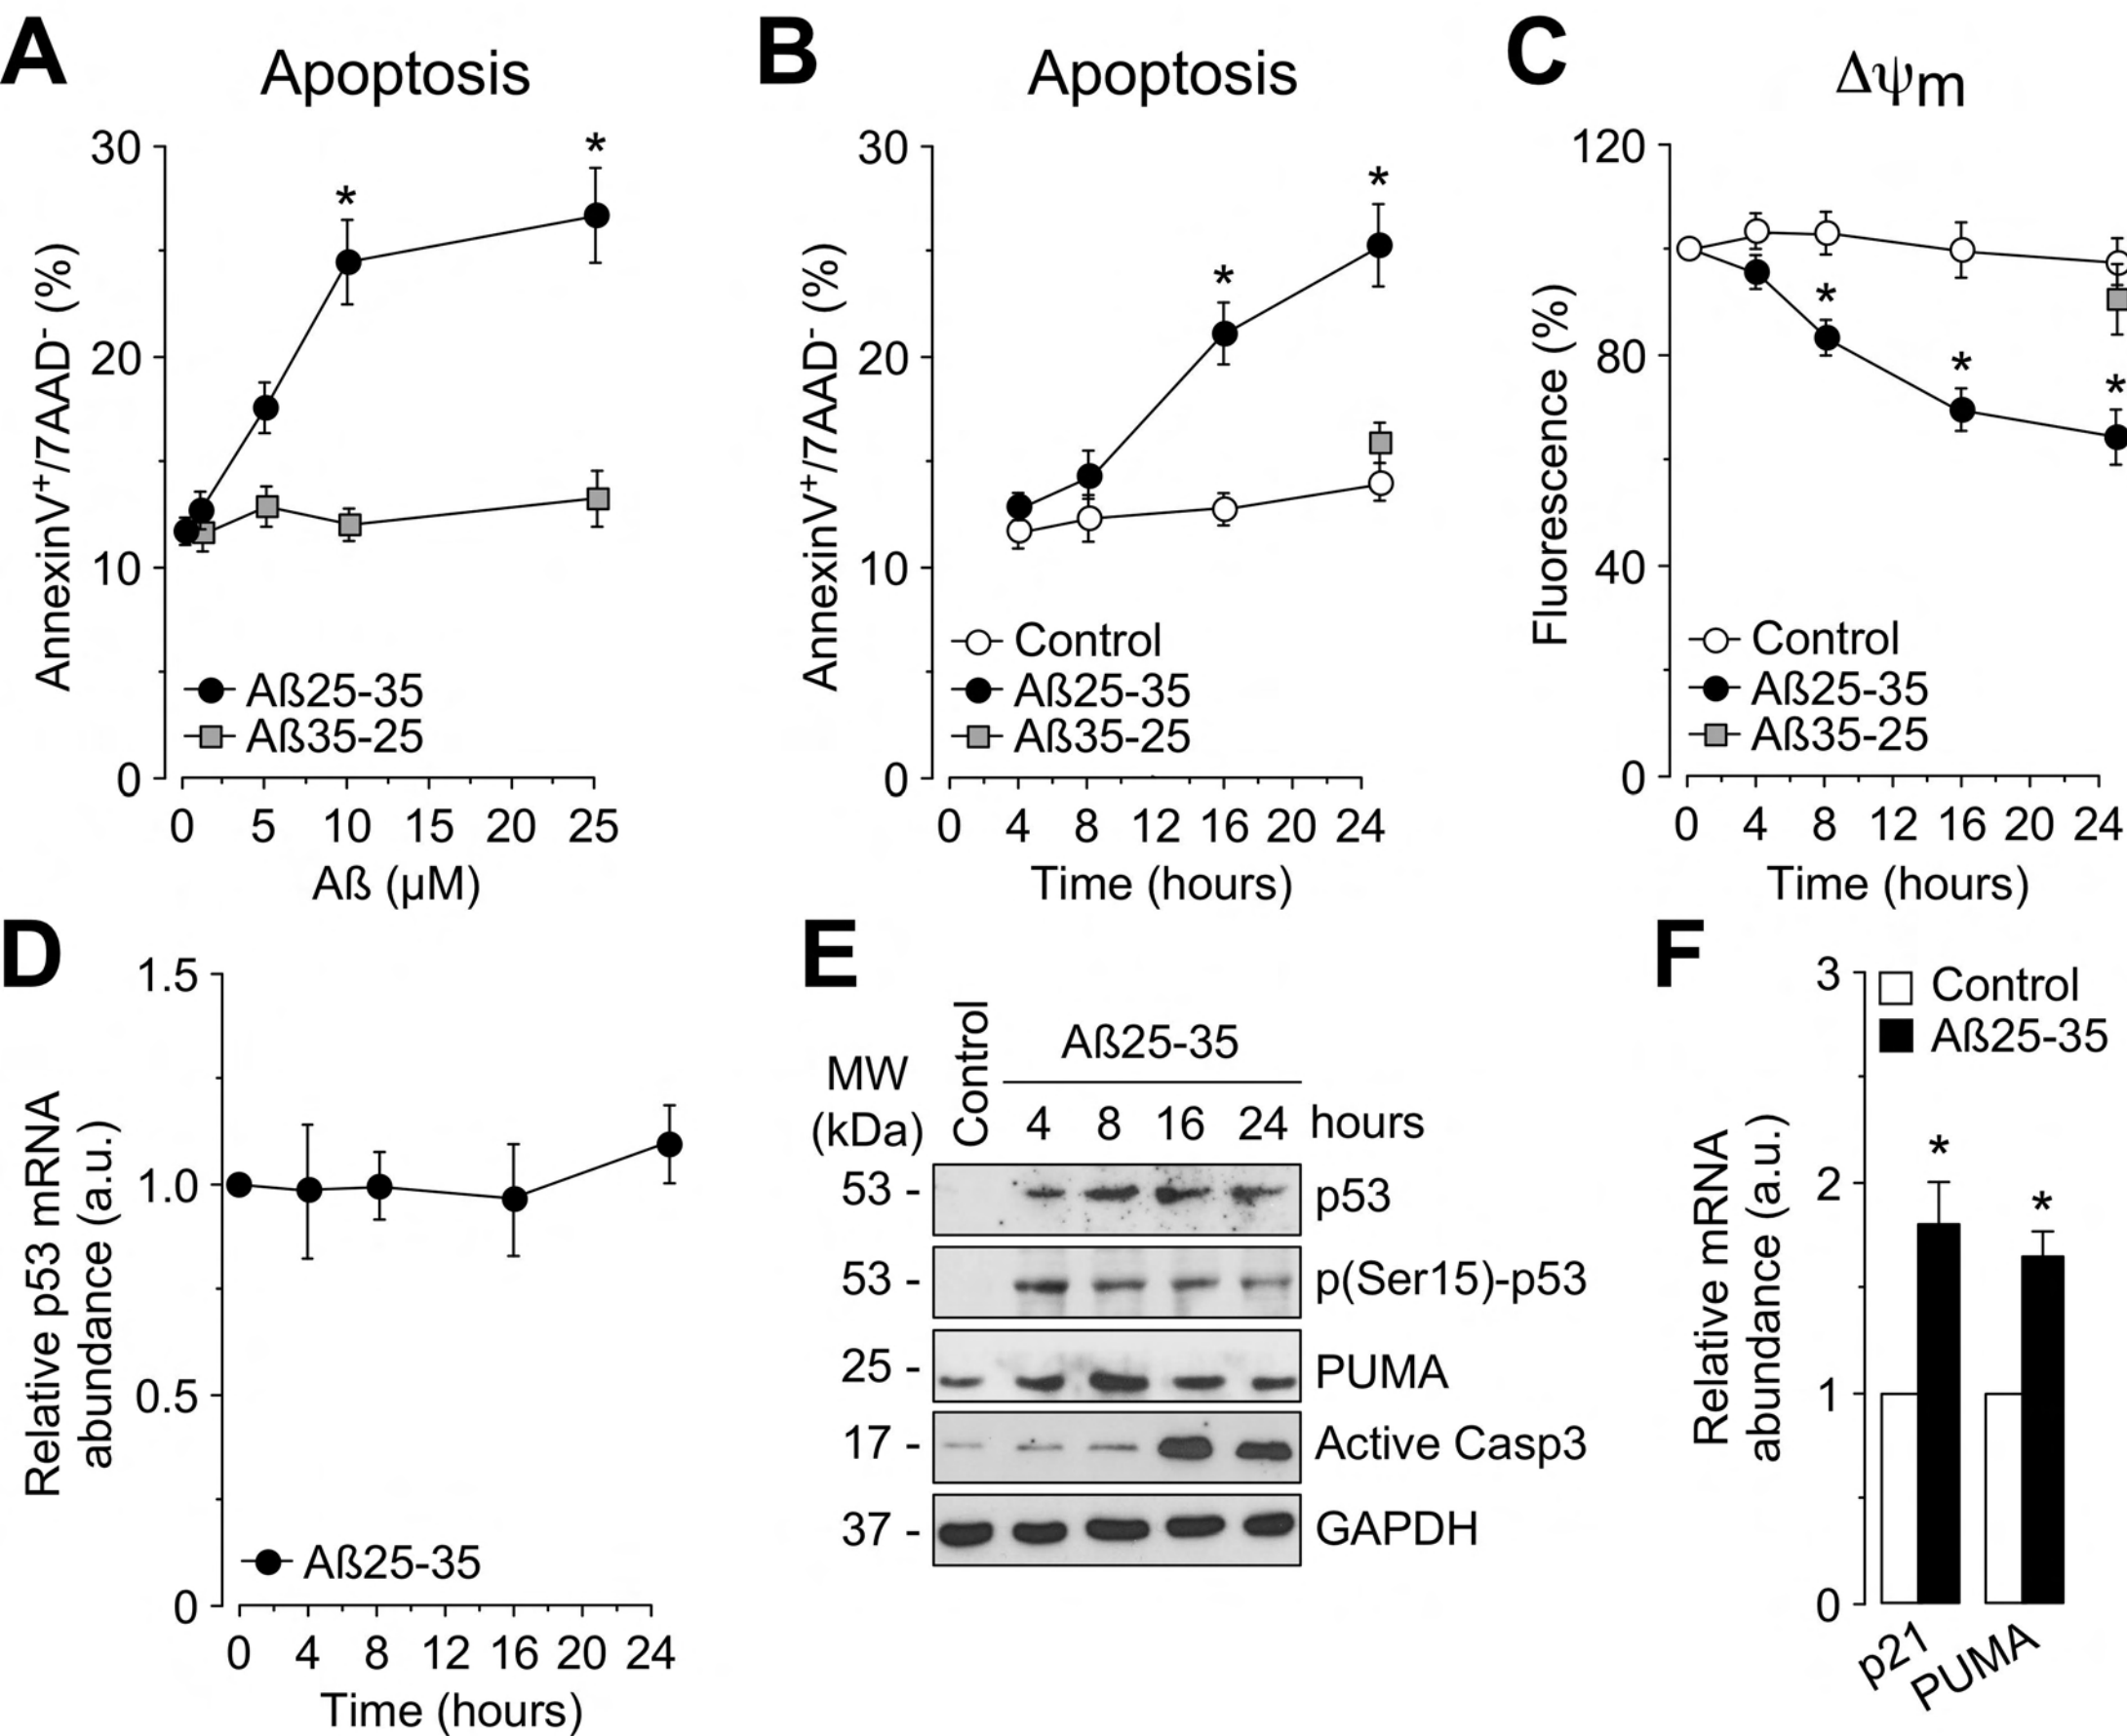 A
Apoptosis
30
20
10
0
AnnexinV⁺/7AAD⁻ (%)
*
*
Aß25-35
Aß35-25
0 5 10 15 20 25
Aß (µM)
B
Apoptosis
30
20
10
0
AnnexinV⁺/7AAD⁻ (%)
*
*
Control
Aß25-35
Aß35-25
0 4 8 12 16 20 24
Time (hours)
C
Δψm
120
80
40
0
Fluorescence (%)
*
*
*
Control
Aß25-35
Aß35-25
0 4 8 12 16 20 24
Time (hours)
D
1.5
1.0
0.5
0
Relative p53 mRNA
abundance (a.u.)
Aß25-35
0 4 8 12 16 20 24
Time (hours)
E
MW
(kDa)
Control
Aß25-35
4 8 16 24 hours
53 - p53
53 - p(Ser15)-p53
25 - PUMA
17 - Active Casp3
37 - GAPDH
F
3
2
1
0
Relative mRNA
abundance (a.u.)
Control
Aß25-35
*
*
p21
PUMA